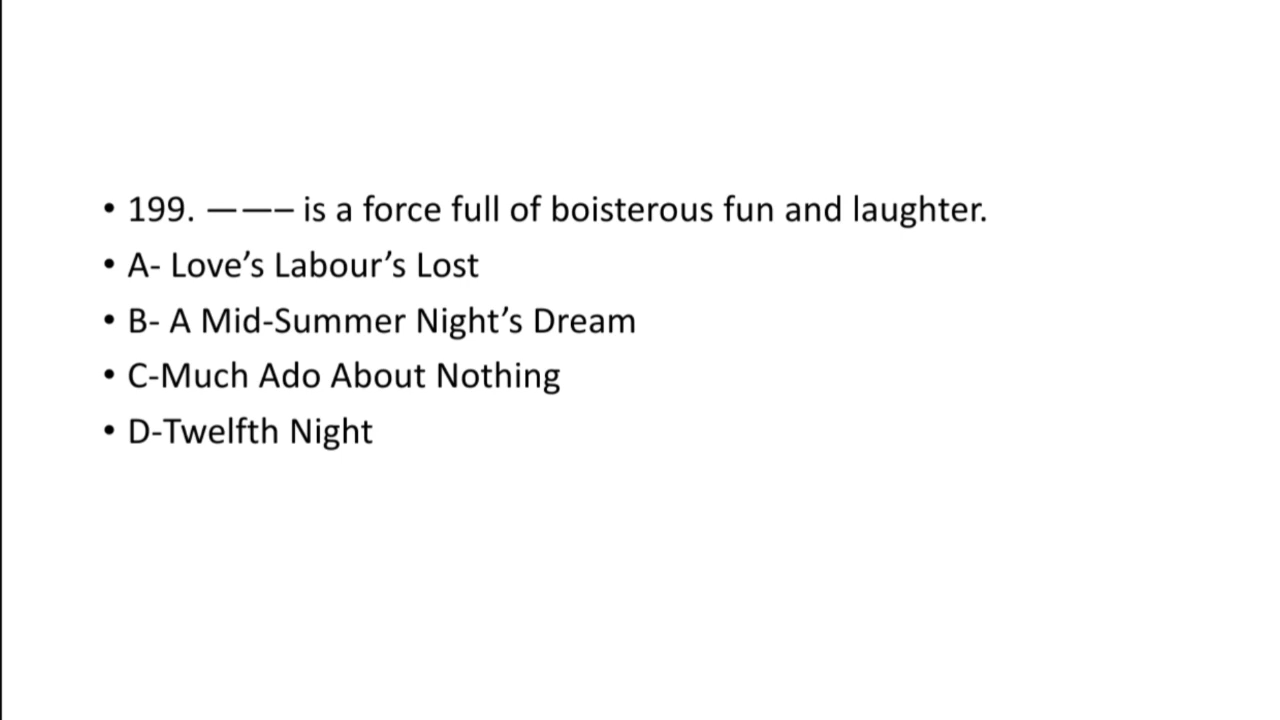 • 199. ——– is a force full of boisterous fun and laughter.
• A- Love’s Labour’s Lost
• B- A Mid-Summer Night’s Dream
• C-Much Ado About Nothing
• D-Twelfth Night